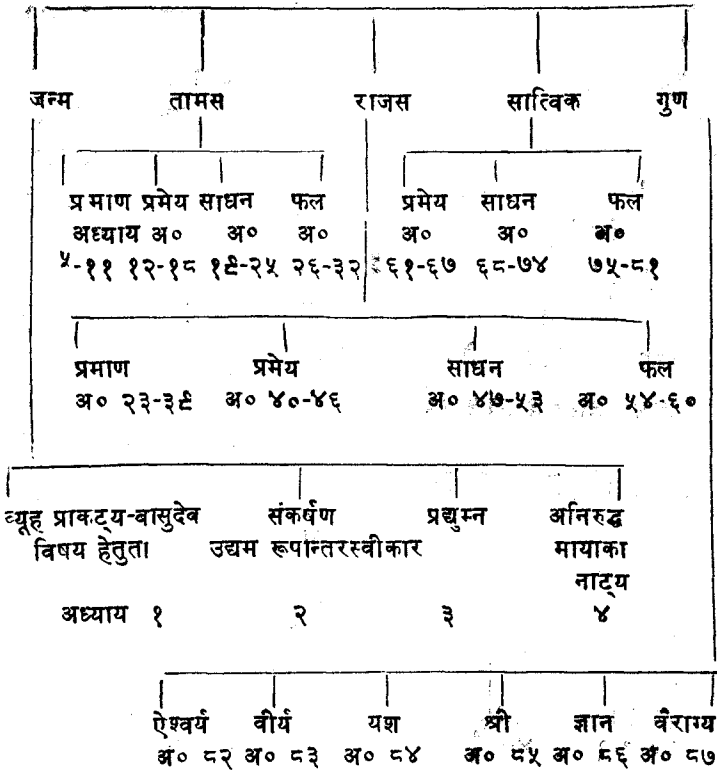 जन्म तामस राजस सात्विक गुण
प्रमाण प्रमेय साधन फल प्रमेय साधन फल
अध्याय अ० अ० अ० अ० अ० अ०
५-११ १२-१८ १९-२५ २६-३२ ६१-६७ ६८-७४ ७५-८१
प्रमाण प्रमेय साधन फल
अ० २३-३९ अ० ४०-४६ अ० ४७-५३ अ० ५४-६०
व्यूह प्राकट्य-वासुदेव संकर्षण प्रद्युम्न अनिरुद्ध
विषय हेतुता उद्यम रूपान्तरस्वीकार मायाका
नाट्य
अध्याय १ २ ३ ४
ऐश्वर्य वीर्य यश श्री ज्ञान वैराग्य
अ० ८२ अ० ८३ अ० ८४ अ० ८५ अ० ८६ अ० ८७